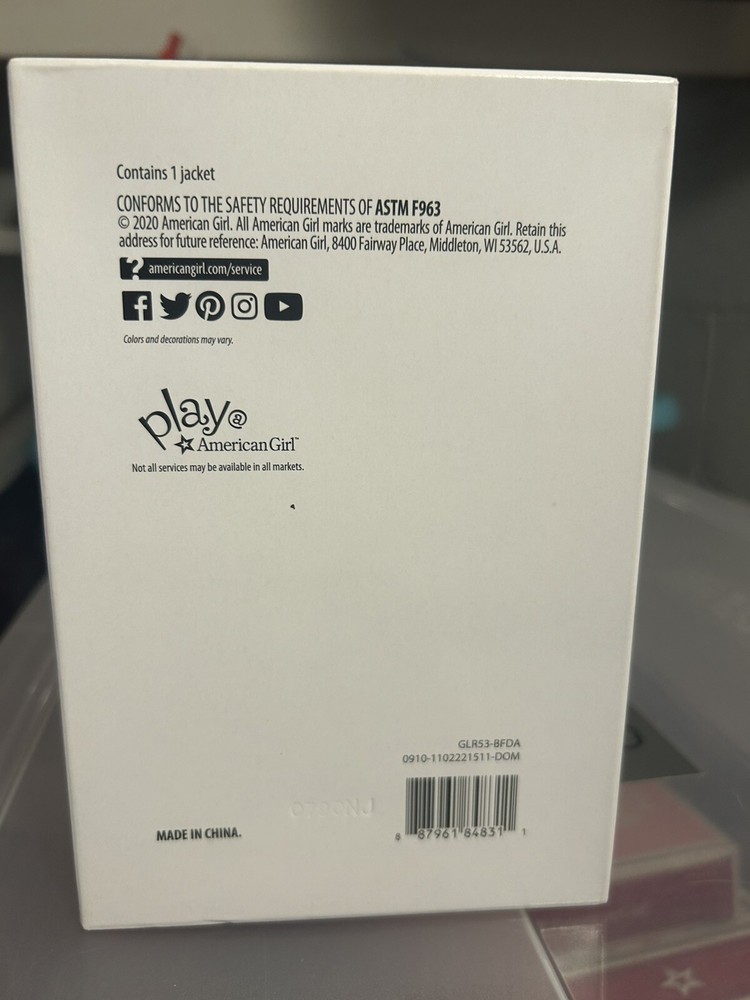 Contains 1 jacket
CONFORMS TO THE SAFETY REQUIREMENTS OF ASTM F963
© 2020 American Girl. All American Girl marks are trademarks of American Girl. Retain this
address for future reference: American Girl, 8400 Fairway Place, Middleton, WI 53562, U.S.A.
? americangirl.com/service
Colors and decorations may vary.
play@
American Girl™
Not all services may be available in all markets.
GLR53-BFDA
0910-1102221511-DOM
MADE IN CHINA.
8 87961 84831 1